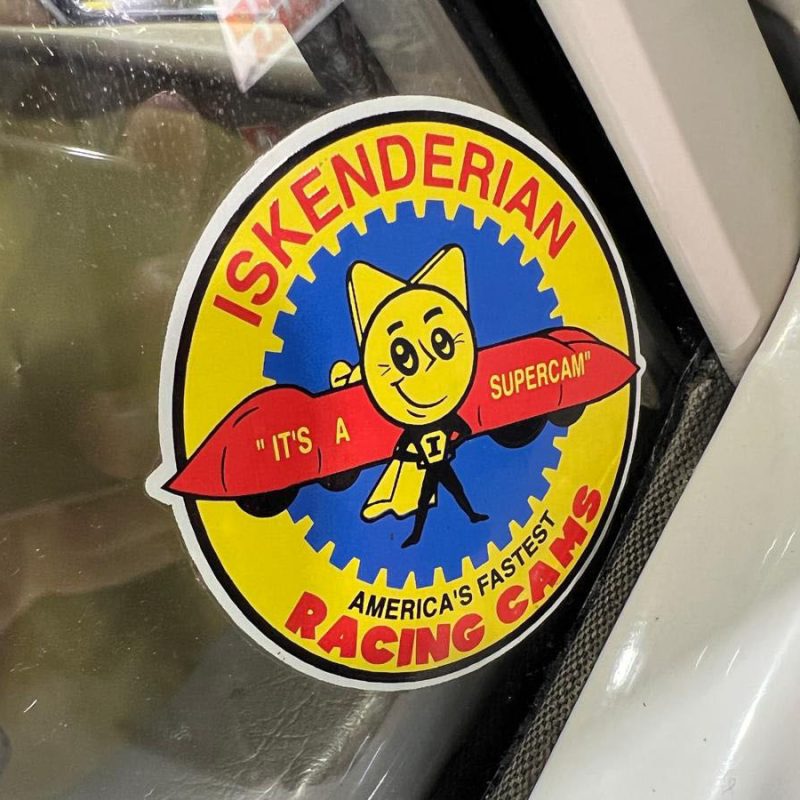 ISKENDERIAN
" IT'S A SUPERCAM"
I
AMERICA'S FASTEST
RACING CAMS